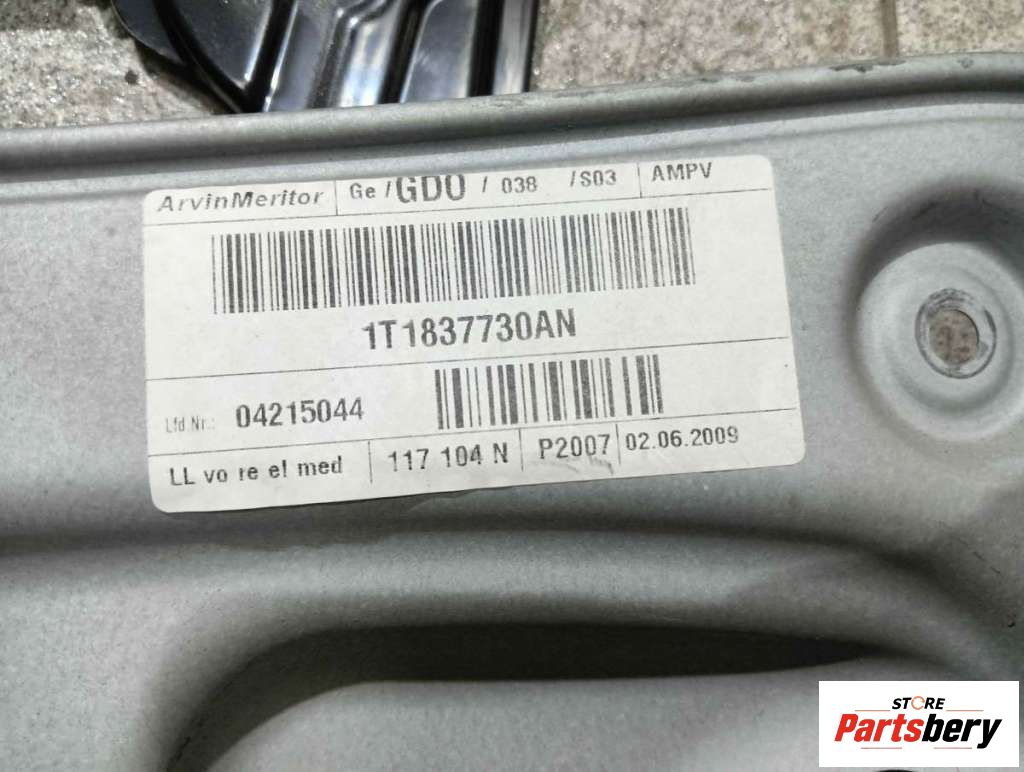 ArvinMeritor Ge / GDO / 038 / S03 AMPV
1T1837730AN
Lfd.Nr.: 04215044
LL vo re el med 117 104 N P2007 02.06.2009
STORE
Partsbery